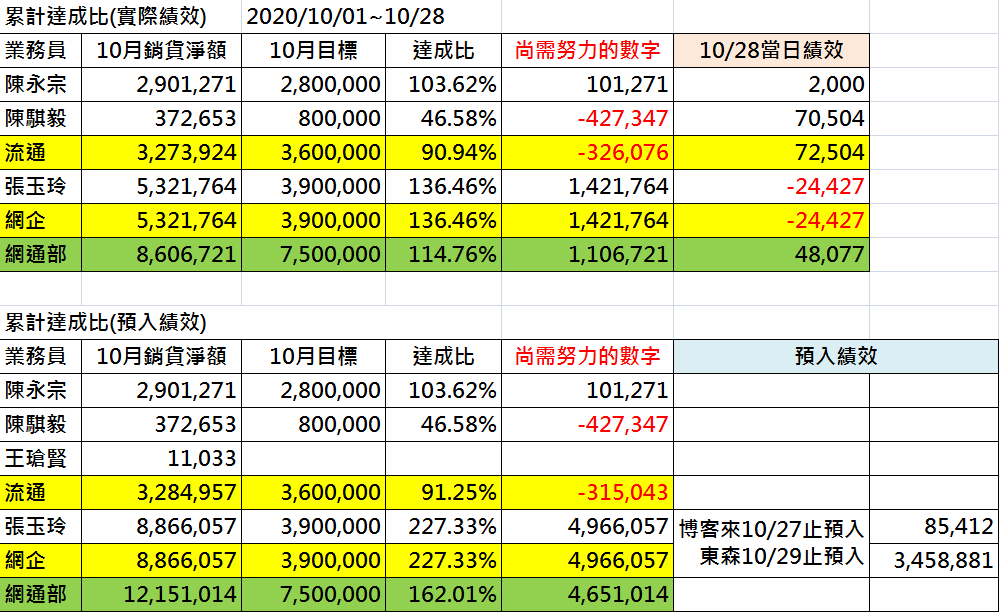 累計達成比(實際績效) 2020/10/01~10/28
業務員 10月銷貨淨額 10月目標 達成比 尚需努力的數字 10/28當日績效
陳永宗 2,901,271 2,800,000 103.62% 101,271 2,000
陳騏毅 372,653 800,000 46.58% -427,347 70,504
流通 3,273,924 3,600,000 90.94% -326,076 72,504
張玉玲 5,321,764 3,900,000 136.46% 1,421,764 -24,427
網企 5,321,764 3,900,000 136.46% 1,421,764 -24,427
網通部 8,606,721 7,500,000 114.76% 1,106,721 48,077
累計達成比(預入績效)
業務員 10月銷貨淨額 10月目標 達成比 尚需努力的數字 預入績效
陳永宗 2,901,271 2,800,000 103.62% 101,271
陳騏毅 372,653 800,000 46.58% -427,347
王瑲賢 11,033
流通 3,284,957 3,600,000 91.25% -315,043
張玉玲 8,866,057 3,900,000 227.33% 4,966,057 博客來10/27止預入 85,412
網企 8,866,057 3,900,000 227.33% 4,966,057 東森10/29止預入 3,458,881
網通部 12,151,014 7,500,000 162.01% 4,651,014